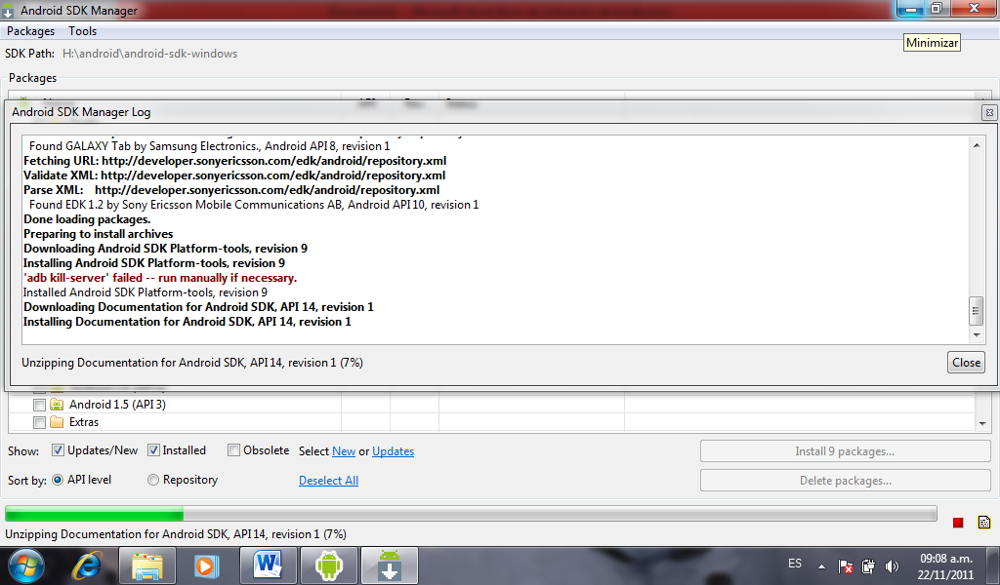 Android SDK Manager
Packages Tools
Minimizar
SDK Path: H:\android\android-sdk-windows
Packages
Android SDK Manager Log
Found GALAXY Tab by Samsung Electronics., Android API 8, revision 1
Fetching URL: http://developer.sonyericsson.com/edk/android/repository.xml
Validate XML: http://developer.sonyericsson.com/edk/android/repository.xml
Parse XML: http://developer.sonyericsson.com/edk/android/repository.xml
Found EDK 1.2 by Sony Ericsson Mobile Communications AB, Android API 10, revision 1
Done loading packages.
Preparing to install archives
Downloading Android SDK Platform-tools, revision 9
Installing Android SDK Platform-tools, revision 9
'adb kill-server' failed -- run manually if necessary.
Installed Android SDK Platform-tools, revision 9
Downloading Documentation for Android SDK, API 14, revision 1
Installing Documentation for Android SDK, API 14, revision 1
Unzipping Documentation for Android SDK, API 14, revision 1 (7%)
Close
Android 1.5 (API 3)
Extras
Show: Updates/New Installed Obsolete Select New or Updates
Install 9 packages...
Sort by: API level Repository Deselect All
Delete packages...
Unzipping Documentation for Android SDK, API 14, revision 1 (7%)
ES
09:08 a.m.
22/11/2011